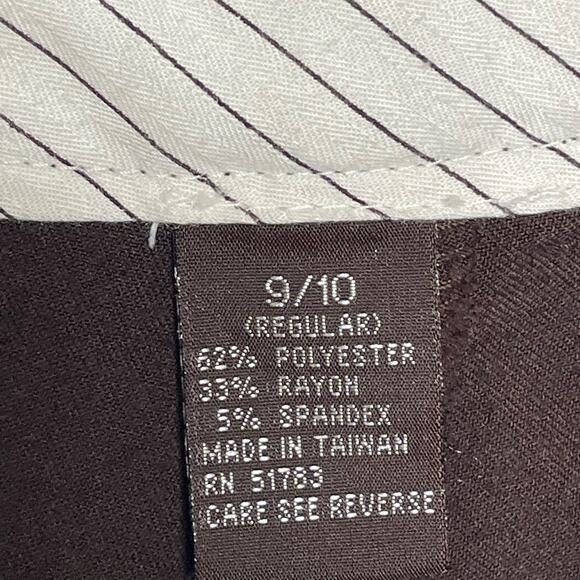 9/10
(REGULAR)
62% POLYESTER
33% RAYON
5% SPANDEX
MADE IN TAIWAN
RN 51783
CARE SEE REVERSE